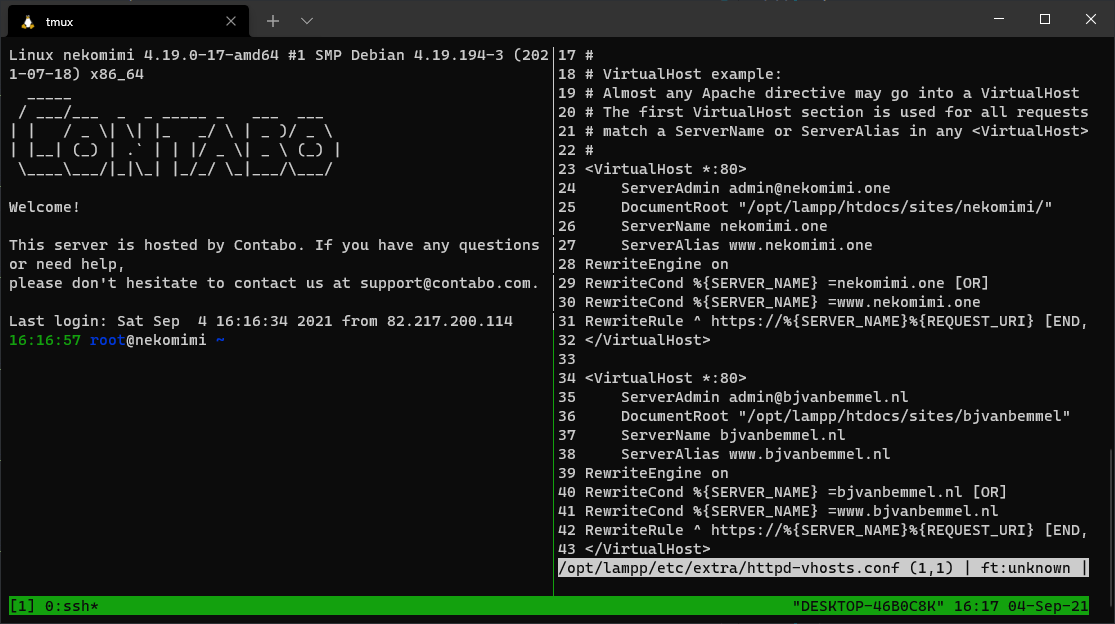 tmux
Linux nekomimi 4.19.0-17-amd64 #1 SMP Debian 4.19.194-3 (202
1-07-18) x86_64
CONTABO
Welcome!
This server is hosted by Contabo. If you have any questions
or need help,
please don't hesitate to contact us at support@contabo.com.
Last login: Sat Sep  4 16:16:34 2021 from 82.217.200.114
16:16:57 root@nekomimi ~
17 #
18 # VirtualHost example:
19 # Almost any Apache directive may go into a VirtualHost
20 # The first VirtualHost section is used for all requests
21 # match a ServerName or ServerAlias in any <VirtualHost>
22 #
23 <VirtualHost *:80>
24     ServerAdmin admin@nekomimi.one
25     DocumentRoot "/opt/lampp/htdocs/sites/nekomimi/"
26     ServerName nekomimi.one
27     ServerAlias www.nekomimi.one
28 RewriteEngine on
29 RewriteCond %{SERVER_NAME} =nekomimi.one [OR]
30 RewriteCond %{SERVER_NAME} =www.nekomimi.one
31 RewriteRule ^ https://%{SERVER_NAME}%{REQUEST_URI} [END,
32 </VirtualHost>
33
34 <VirtualHost *:80>
35     ServerAdmin admin@bjvanbemmel.nl
36     DocumentRoot "/opt/lampp/htdocs/sites/bjvanbemmel"
37     ServerName bjvanbemmel.nl
38     ServerAlias www.bjvanbemmel.nl
39 RewriteEngine on
40 RewriteCond %{SERVER_NAME} =bjvanbemmel.nl [OR]
41 RewriteCond %{SERVER_NAME} =www.bjvanbemmel.nl
42 RewriteRule ^ https://%{SERVER_NAME}%{REQUEST_URI} [END,
43 </VirtualHost>
/opt/lampp/etc/extra/httpd-vhosts.conf (1,1) | ft:unknown |
[1] 0:ssh* "DESKTOP-46B0C8K" 16:17 04-Sep-21